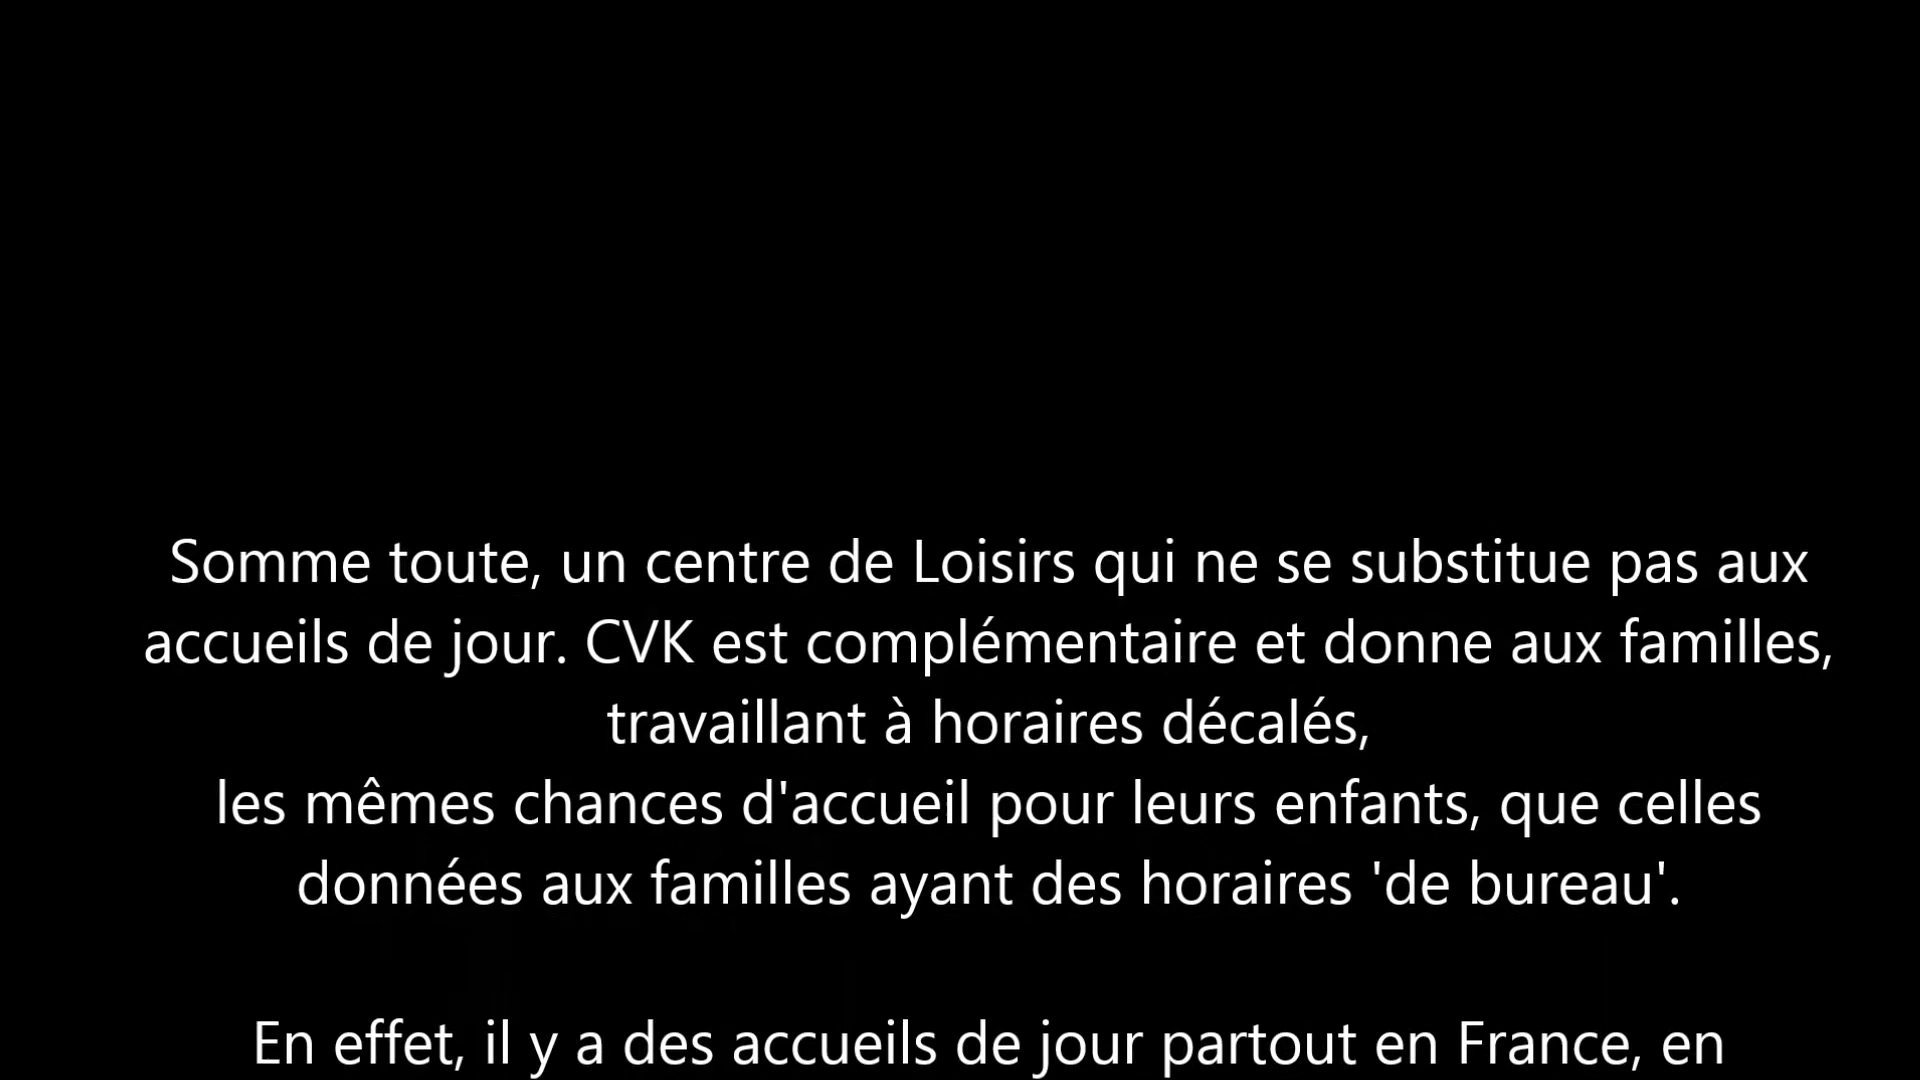 Somme toute, un centre de Loisirs qui ne se substitue pas aux
accueils de jour. CVK est complémentaire et donne aux familles,
travaillant à horaires décalés,
les mêmes chances d'accueil pour leurs enfants, que celles
données aux familles ayant des horaires 'de bureau'.
En effet, il y a des accueils de jour partout en France, en